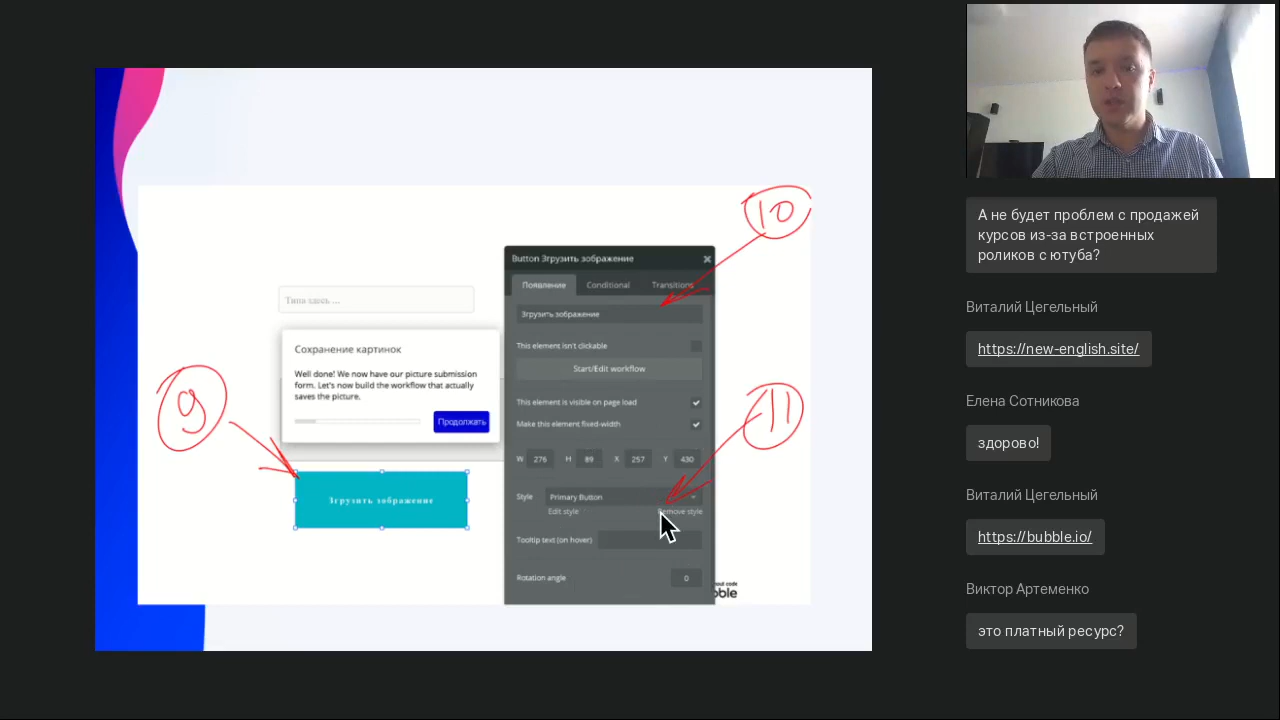 10
Button Згрузить зображение
Появление Conditional Transitions
Типа здесь ...
Згрузить зображение
This element isn't clickable
Start/Edit workflow
Сохранение картинок
Well done! We now have our picture submission
form. Let's now build the workflow that actually
saves the picture.
Продолжать
This element is visible on page load
Make this element fixed-width
9
11
W 276 H 89 X 257 Y 430
Згрузить зображение
Style Primary Button
Edit style Remove style
Tooltip text (on hover)
Rotation angle 0
А не будет проблем с продажей
курсов из-за встроенных
роликов с ютуба?
Виталий Цегельный
https://new-english.site/
Елена Сотникова
здорово!
Виталий Цегельный
https://bubble.io/
Виктор Артеменко
это платный ресурс?